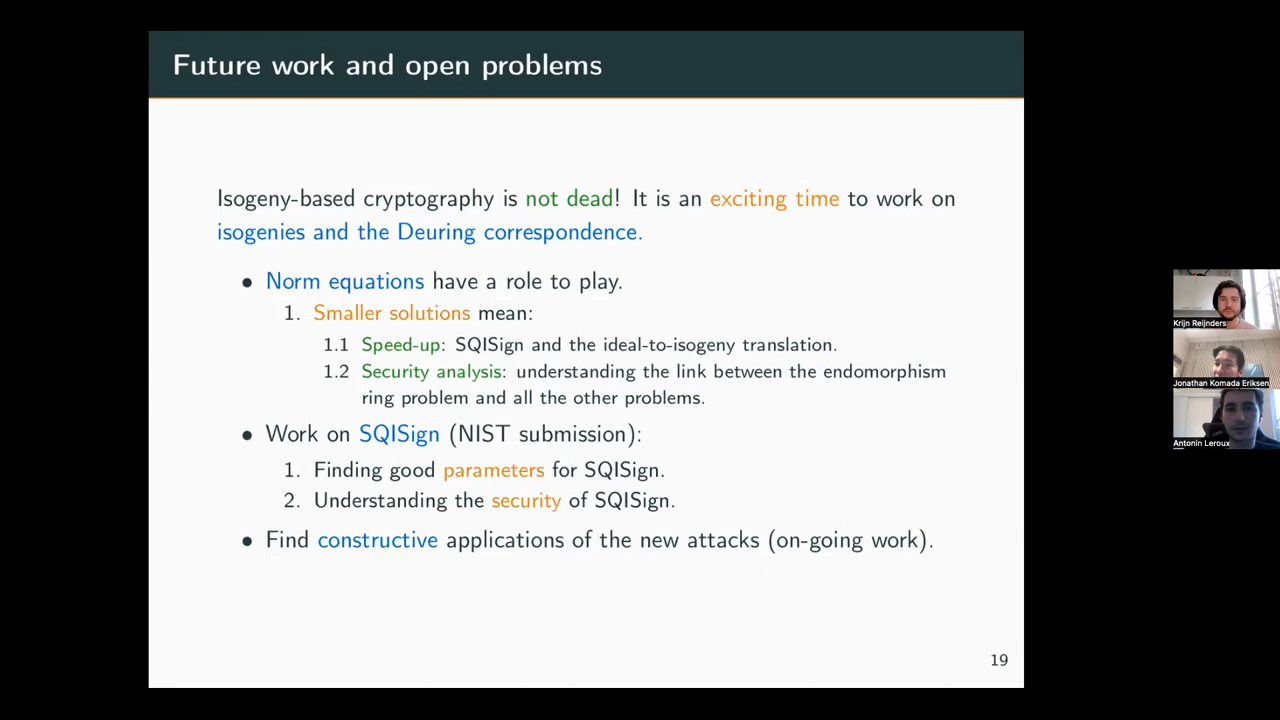 Future work and open problems
Isogeny-based cryptography is not dead! It is an exciting time to work on
isogenies and the Deuring correspondence.
• Norm equations have a role to play.
1. Smaller solutions mean:
1.1 Speed-up: SQISign and the ideal-to-isogeny translation.
1.2 Security analysis: understanding the link between the endomorphism
ring problem and all the other problems.
• Work on SQISign (NIST submission):
1. Finding good parameters for SQISign.
2. Understanding the security of SQISign.
• Find constructive applications of the new attacks (on-going work).
19
Krijn Reijnders
Jonathan Komada Eriksen
Antonin Leroux